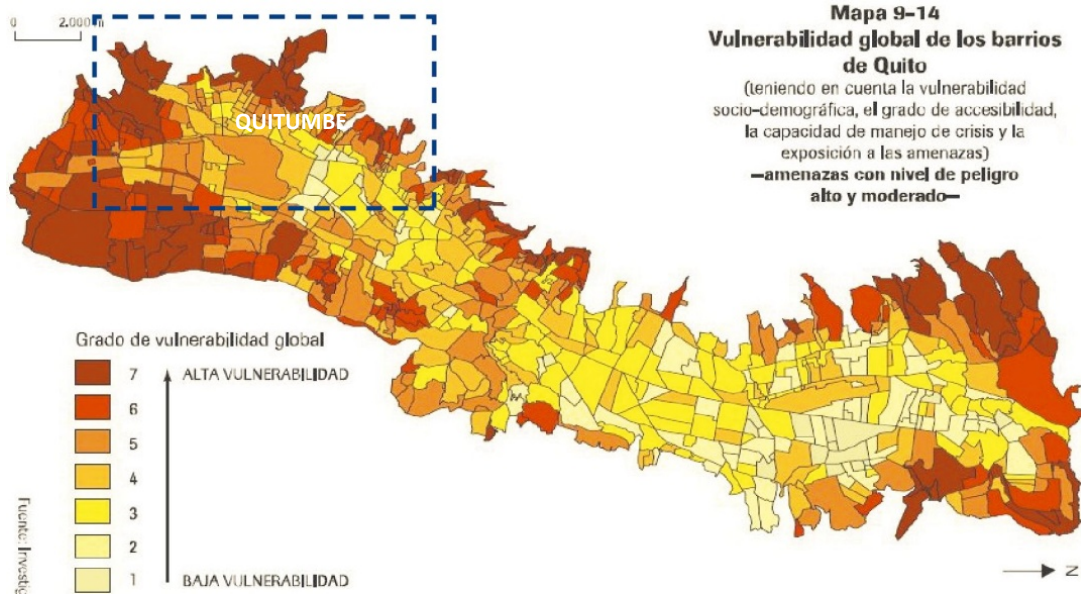 0 2.000 m
Mapa 9-14
Vulnerabilidad global de los barrios
de Quito
(teniendo en cuenta la vulnerabilidad
socio-demográfica, el grado de accesibilidad,
la capacidad de manejo de crisis y la
exposición a las amenazas)
—amenazas con nivel de peligro
alto y moderado—
QUITUMBE
Grado de vulnerabilidad global
7 ALTA VULNERABILIDAD
6
5
4
3
2
1 BAJA VULNERABILIDAD
Fuente: Investig
N